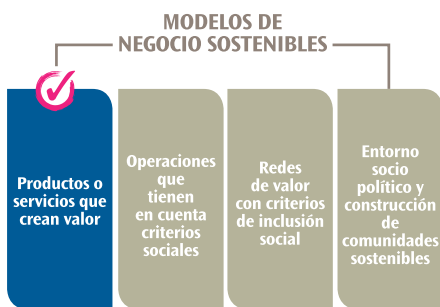 MODELOS DE
NEGOCIO SOSTENIBLES
Productos o
servicios que
crean valor
Operaciones
que
tienen
en cuenta
criterios
sociales
Redes
de valor
con criterios
de inclusión
social
Entorno
socio
político y
construcción
de
comunidades
sostenibles